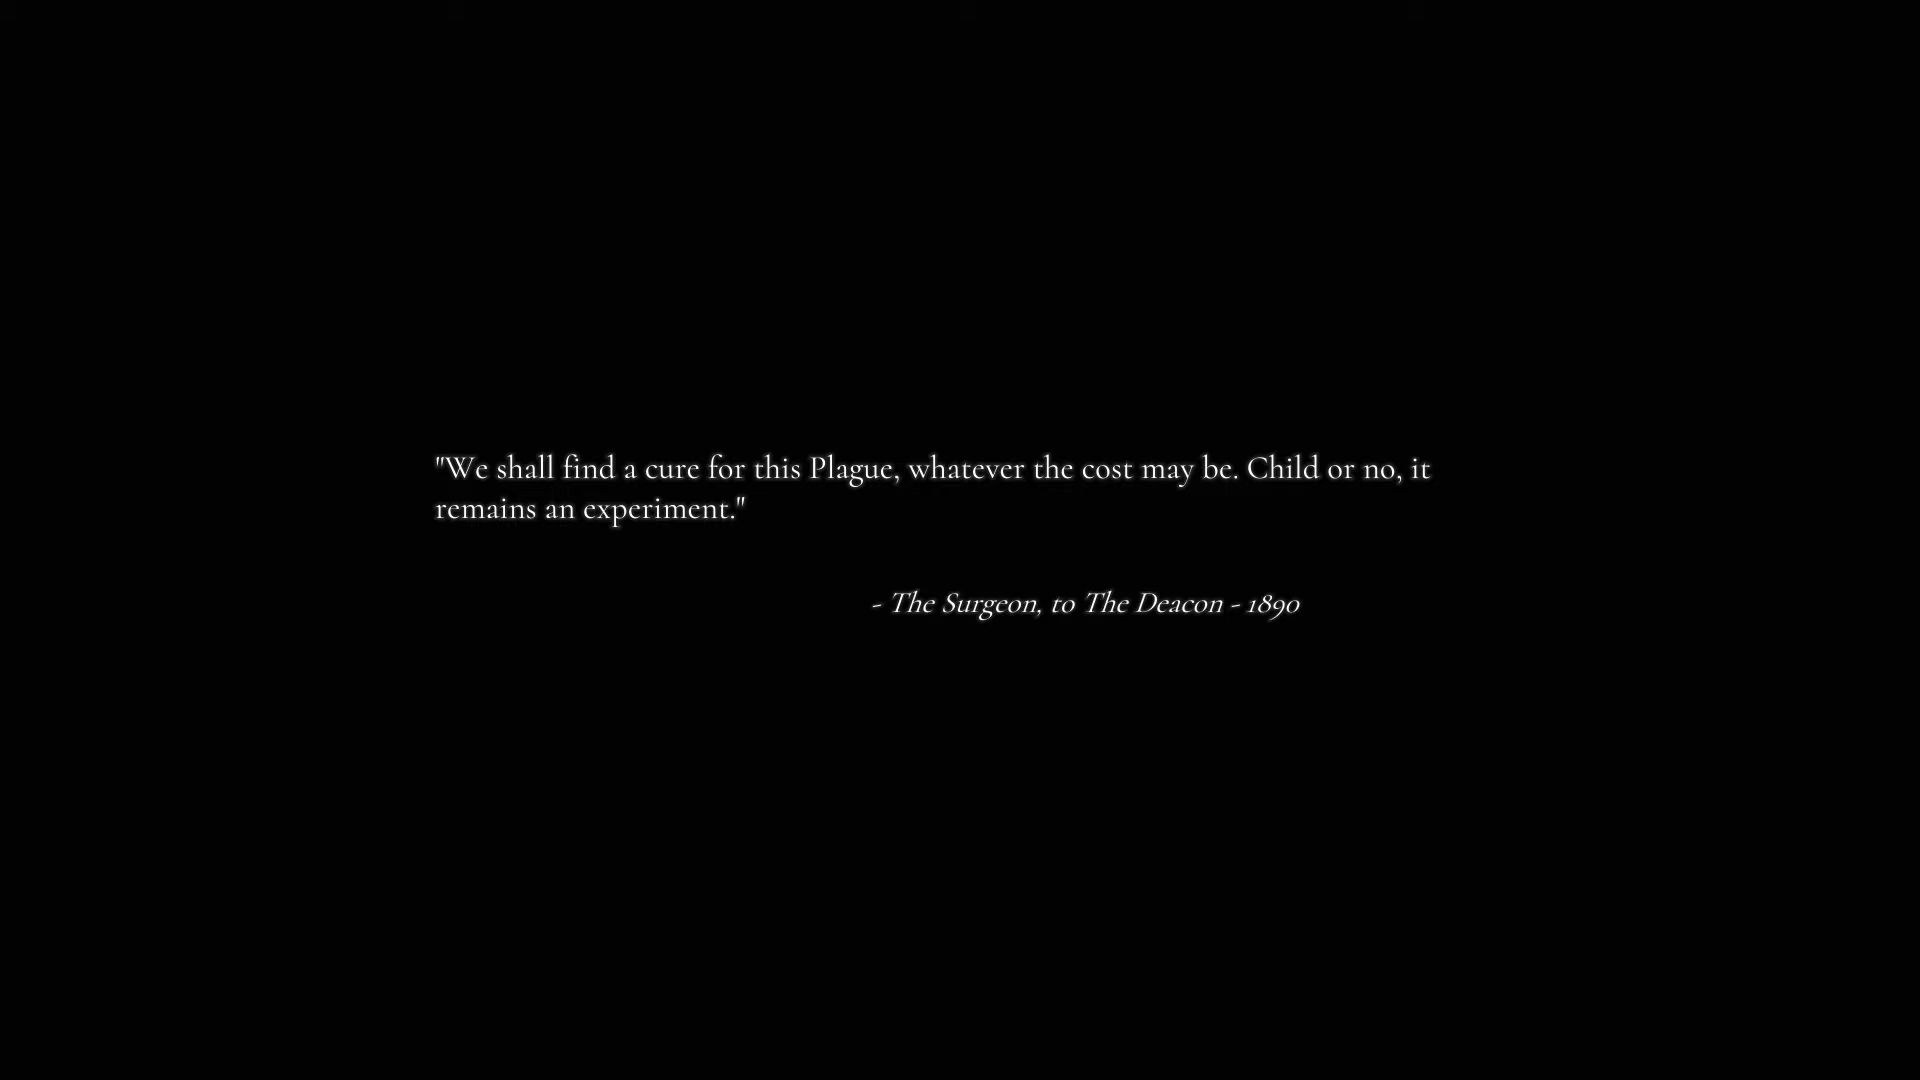 "We shall find a cure for this Plague, whatever the cost may be. Child or no, it
remains an experiment."
- The Surgeon, to The Deacon - 1890